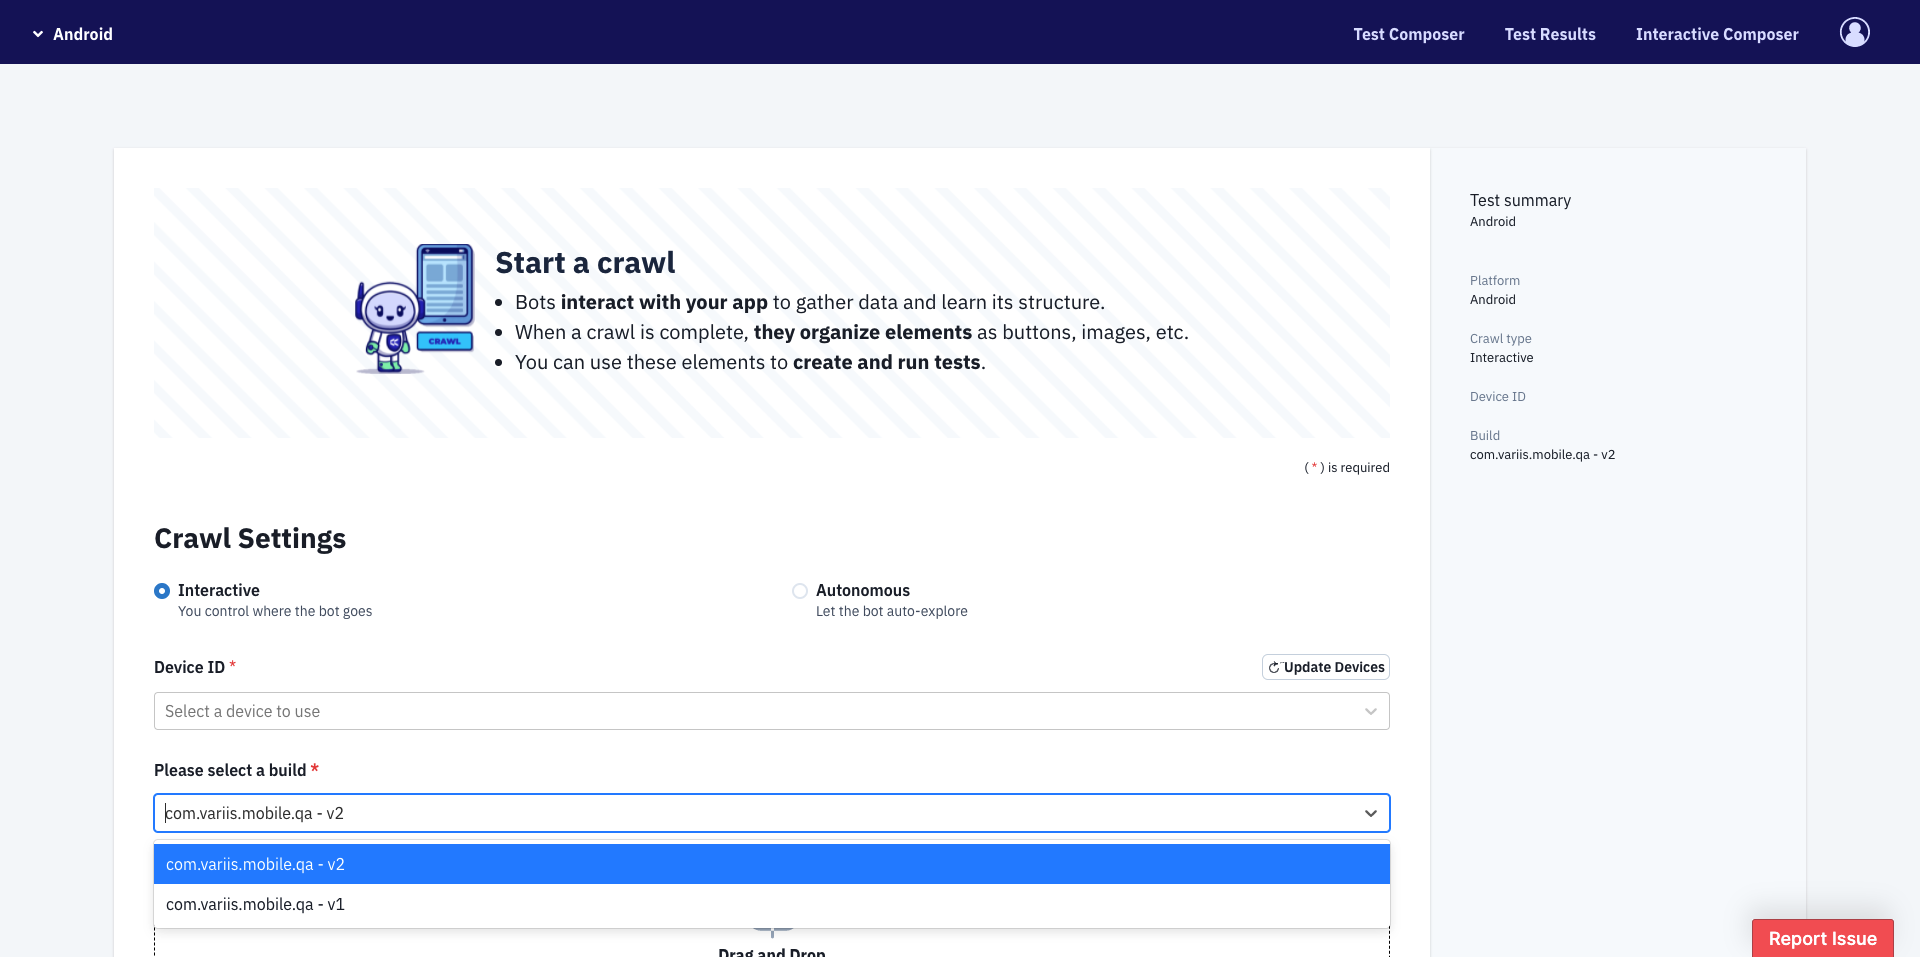 Android
Test Composer
Test Results
Interactive Composer
CRAWL
Start a crawl
Bots interact with your app to gather data and learn its structure.
When a crawl is complete, they organize elements as buttons, images, etc.
You can use these elements to create and run tests.
( * ) is required
Crawl Settings
Interactive
You control where the bot goes
Autonomous
Let the bot auto-explore
Device ID *
Update Devices
Select a device to use
Please select a build *
com.variis.mobile.qa - v2
com.variis.mobile.qa - v2
com.variis.mobile.qa - v1
Drag and Drop
Test summary
Android
Platform
Android
Crawl type
Interactive
Device ID
Build
com.variis.mobile.qa - v2
Report Issue